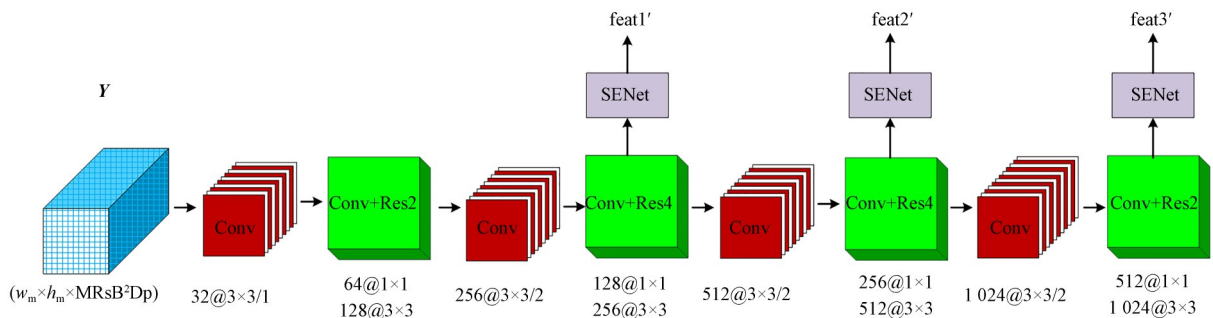 feat1′
feat2′
feat3′
SENet
SENet
SENet
Y
Conv
Conv+Res2
Conv
Conv+Res4
Conv
Conv+Res4
Conv
Conv+Res2
(wm×hm×MRsB²Dp)
32@3×3/1
64@1×1
128@3×3
256@3×3/2
128@1×1
256@3×3
512@3×3/2
256@1×1
512@3×3
1 024@3×3/2
512@1×1
1 024@3×3